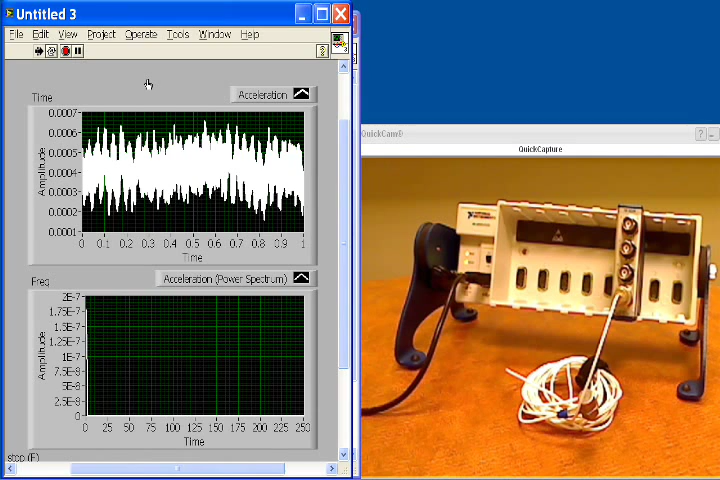 Untitled 3
File Edit View Project Operate Tools Window Help
Time
Acceleration
0.0007
0.0006
0.0005
0.0004
0.0003
0.0002
0.0001
Amplitude
0 0.1 0.2 0.3 0.4 0.5 0.6 0.7 0.8 0.9 1
Time
Freq
Acceleration (Power Spectrum)
2E-7
1.75E-7
1.5E-7
1.25E-7
1E-7
7.5E-8
5E-8
2.5E-8
0
Amplitude
0 25 50 75 100 125 150 175 200 225 250
Time
stop (F)
QuickCam®
QuickCapture